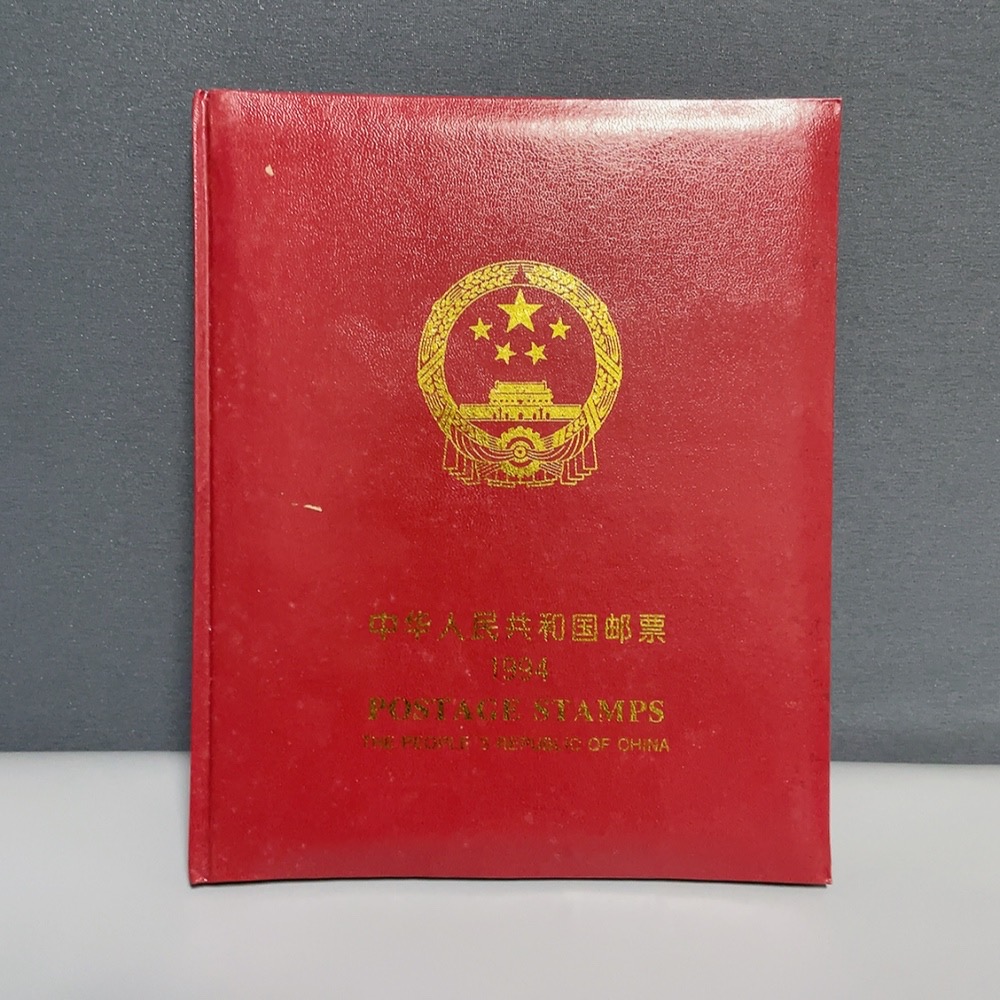 中华人民共和国邮票
1994
POSTAGE STAMPS
THE PEOPLE'S REPUBLIC OF CHINA